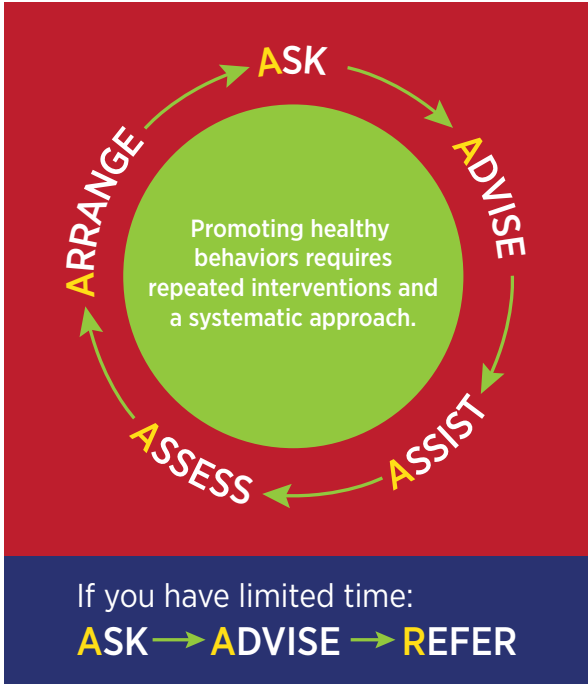 ASK
ADVISE
ASSIST
ASSESS
ARRANGE
Promoting healthy
behaviors requires
repeated interventions and
a systematic approach.
If you have limited time:
ASK ADVISE REFER